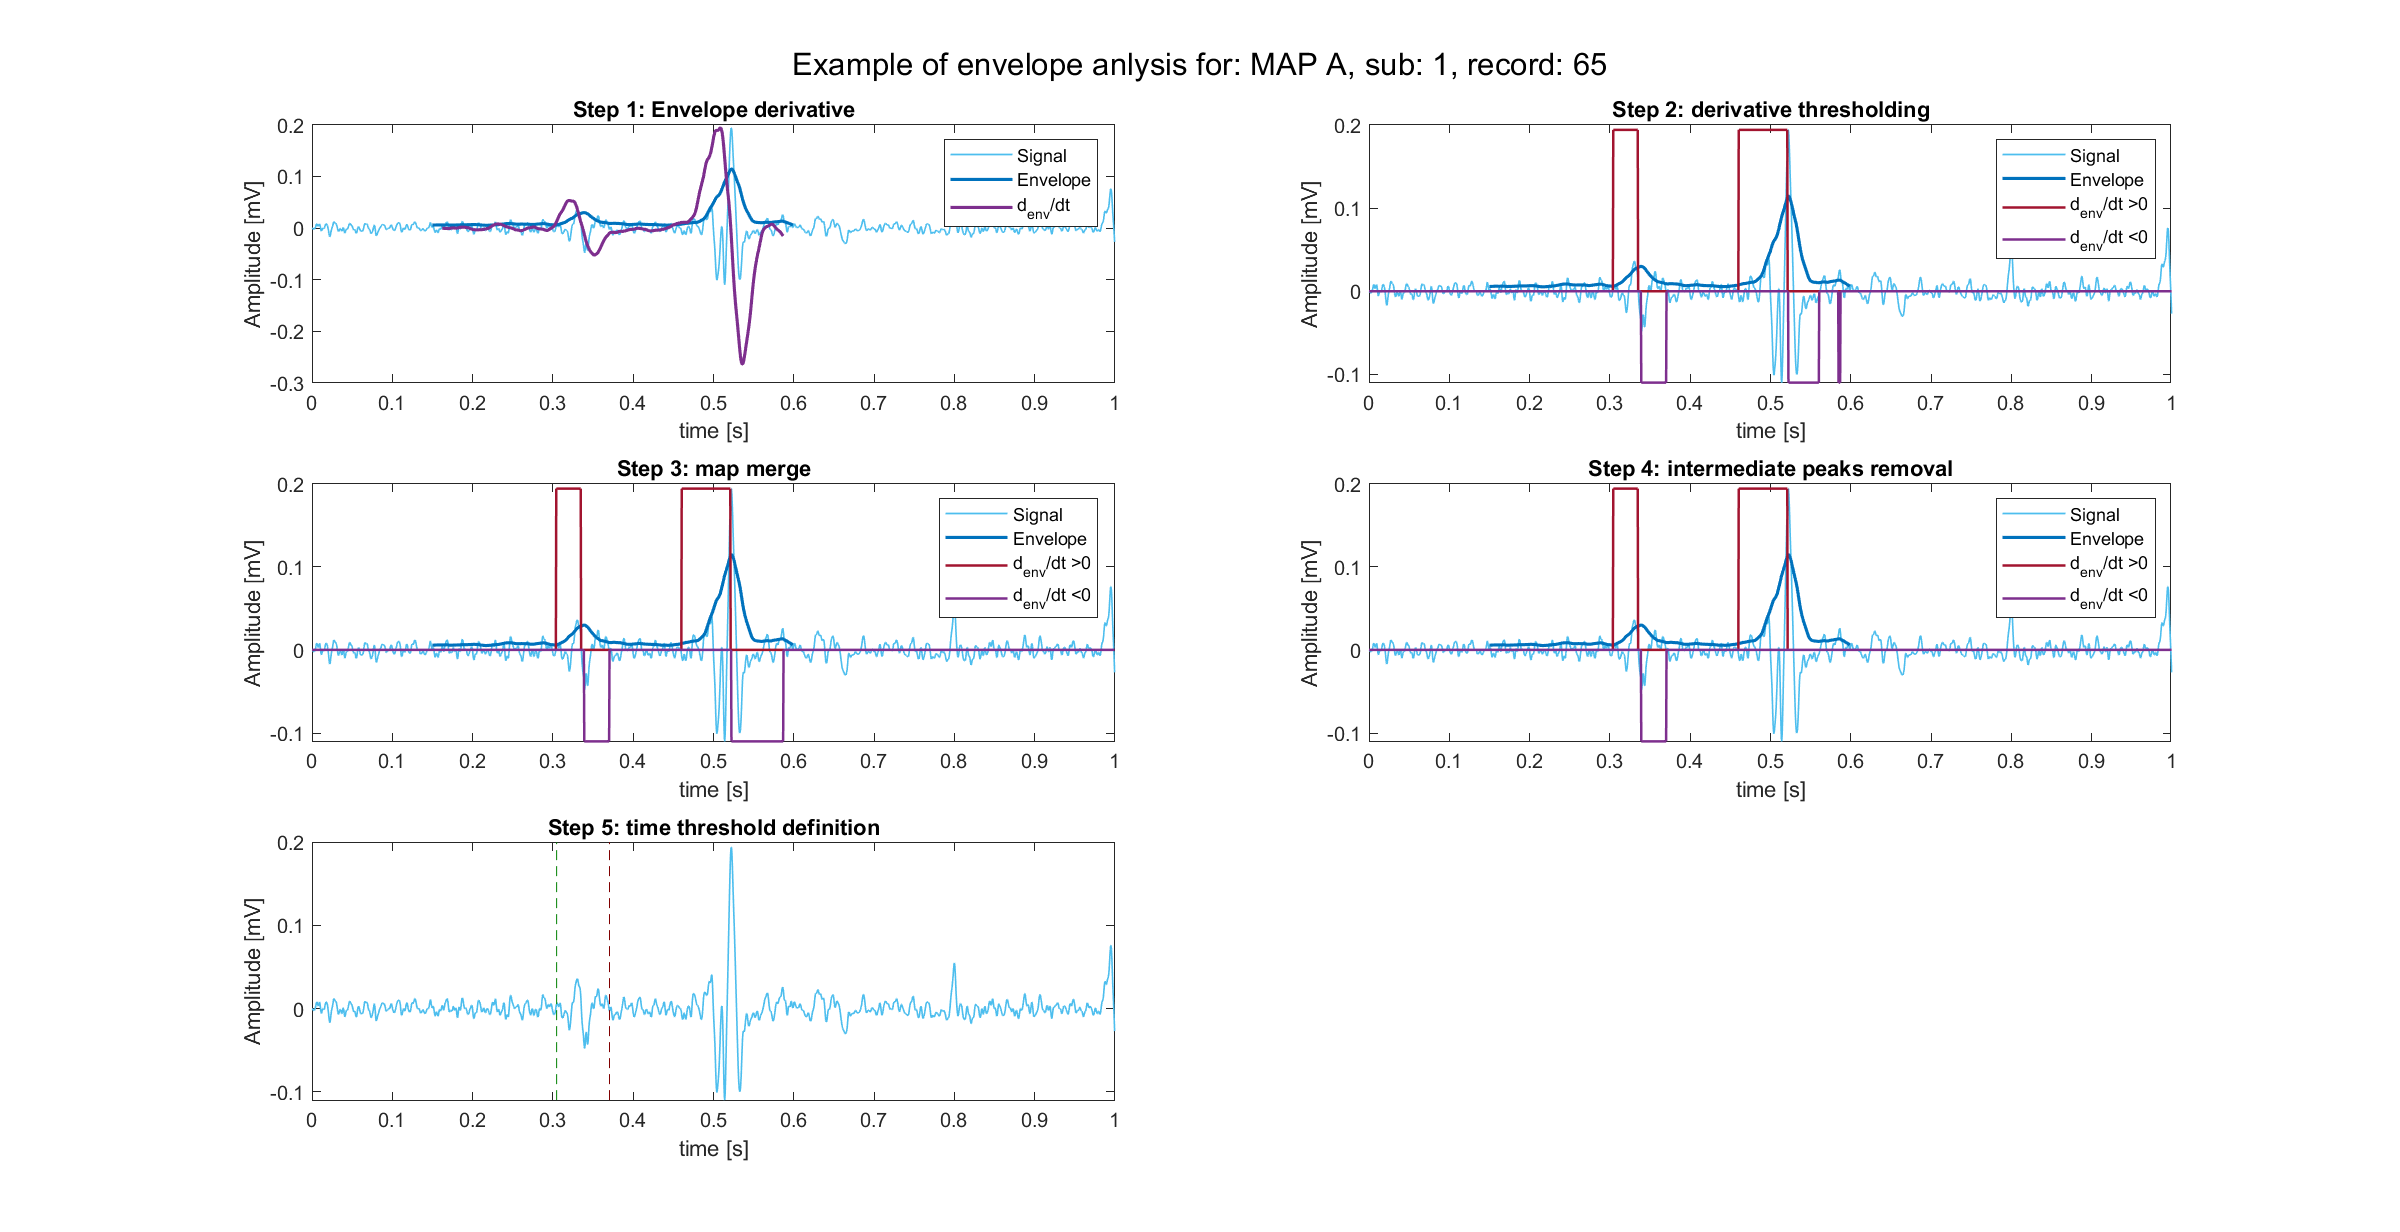 Example of envelope anlysis for: MAP A, sub: 1, record: 65
Step 1: Envelope derivative
0.2
0.1
0
-0.1
-0.2
-0.3
Amplitude [mV]
Signal
Envelope
d_env/dt
0 0.1 0.2 0.3 0.4 0.5 0.6 0.7 0.8 0.9 1
time [s]
Step 2: derivative thresholding
0.2
0.1
0
-0.1
Amplitude [mV]
Signal
Envelope
d_env/dt >0
d_env/dt <0
0 0.1 0.2 0.3 0.4 0.5 0.6 0.7 0.8 0.9 1
time [s]
Step 3: map merge
0.2
0.1
0
-0.1
Amplitude [mV]
Signal
Envelope
d_env/dt >0
d_env/dt <0
0 0.1 0.2 0.3 0.4 0.5 0.6 0.7 0.8 0.9 1
time [s]
Step 4: intermediate peaks removal
0.2
0.1
0
-0.1
Amplitude [mV]
Signal
Envelope
d_env/dt >0
d_env/dt <0
0 0.1 0.2 0.3 0.4 0.5 0.6 0.7 0.8 0.9 1
time [s]
Step 5: time threshold definition
0.2
0.1
0
-0.1
Amplitude [mV]
0 0.1 0.2 0.3 0.4 0.5 0.6 0.7 0.8 0.9 1
time [s]